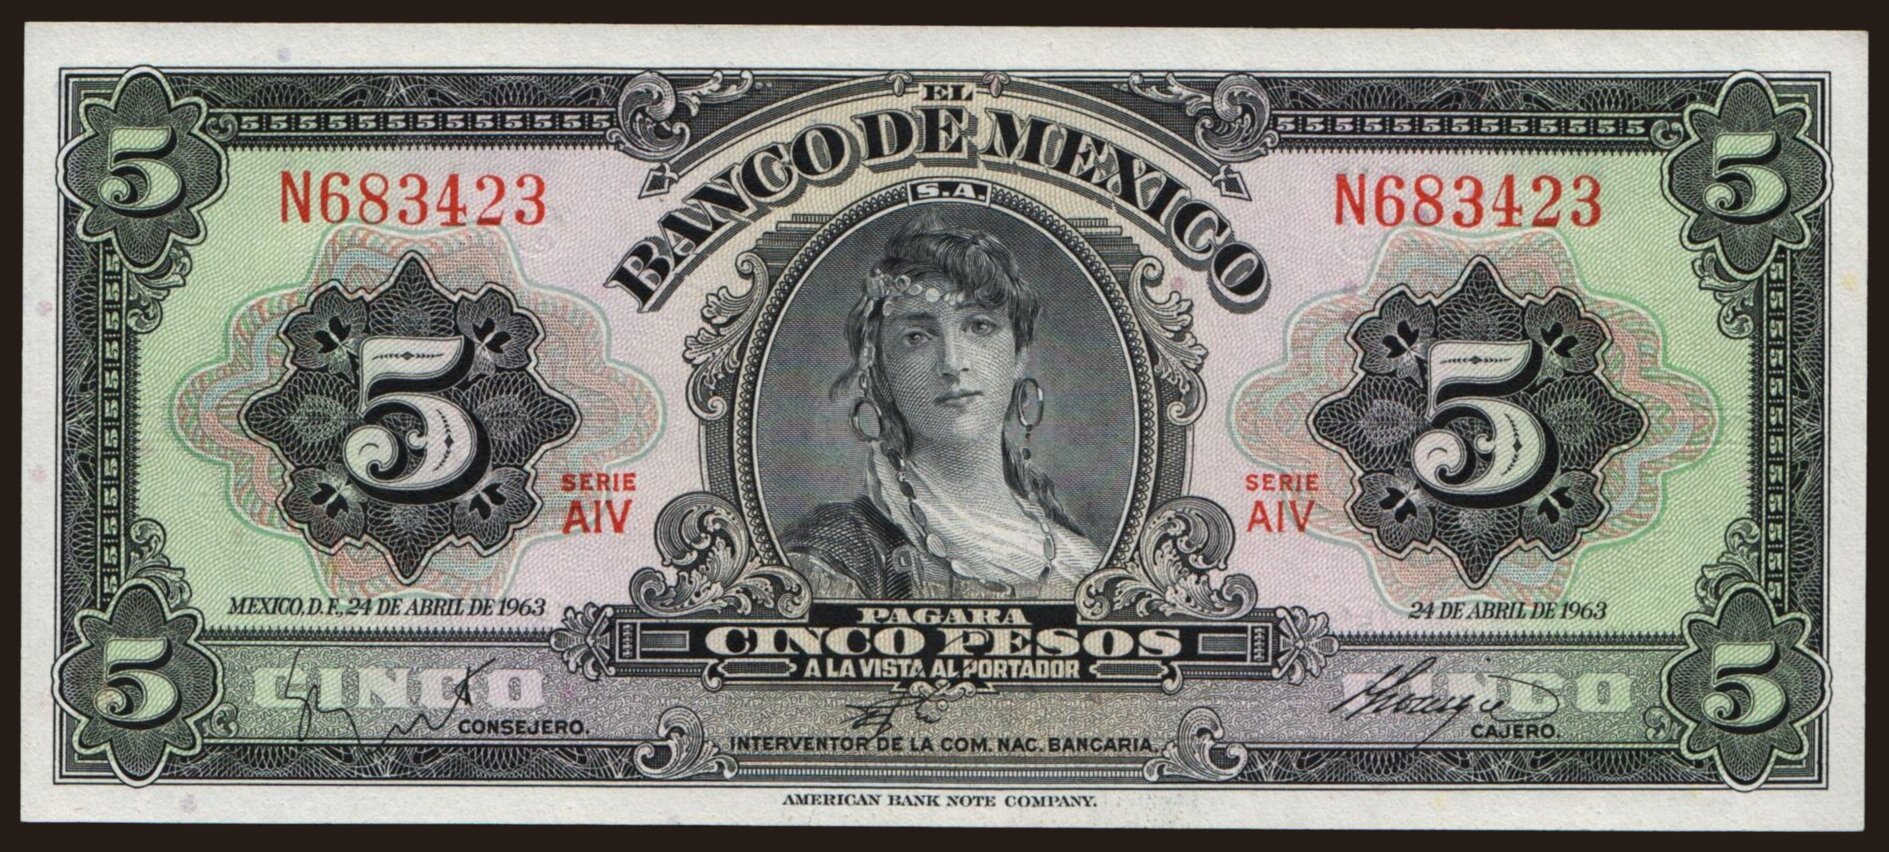 EL
BANCO DE MEXICO
S.A.
5 5
N683423 N683423
5 5
SERIE SERIE
AIV AIV
MEXICO, D.F., 24 DE ABRIL DE 1963 24 DE ABRIL DE 1963
PAGARA
CINCO PESOS
A LA VISTA AL PORTADOR
5 CINCO CINCO 5
CONSEJERO. CAJERO.
INTERVENTOR DE LA COM. NAC. BANCARIA.
AMERICAN BANK NOTE COMPANY.